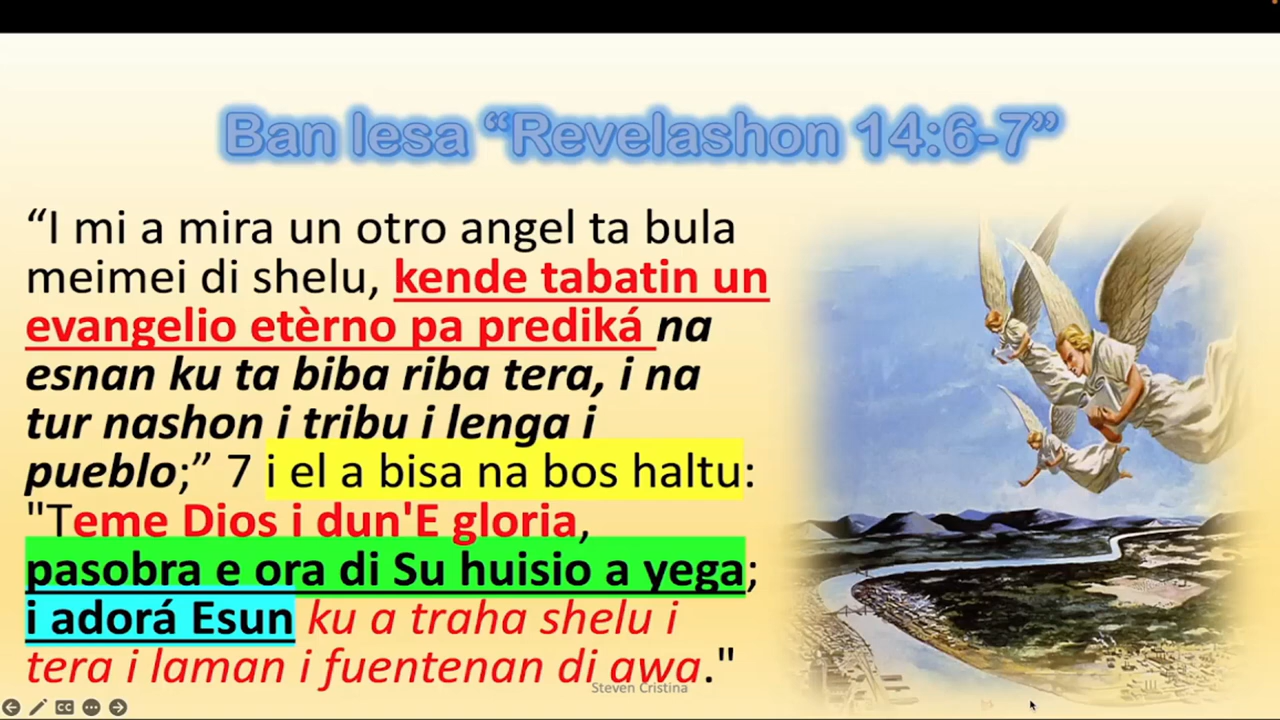 Ban lesa “Revelashon 14:6-7”
“I mi a mira un otro angel ta bula
meimei di shelu, kende tabatin un
evangelio etèrno pa prediká na
esnan ku ta biba riba tera, i na
tur nashon i tribu i lenga i
pueblo;” 7 i el a bisa na bos haltu:
"Teme Dios i dun'E gloria,
pasobra e ora di Su huisio a yega;
i adorá Esun ku a traha shelu i
tera i laman i fuentenan di awa."
Steven Cristina
CC